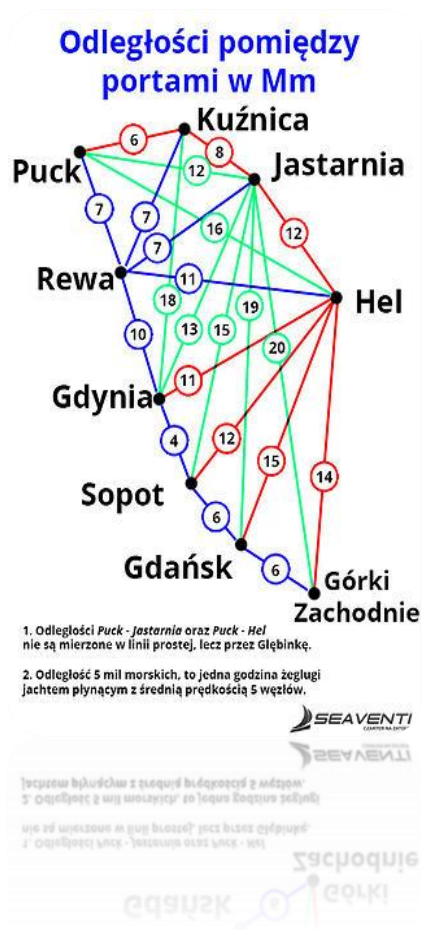 Odległości pomiędzy
portami w Mm
Kuźnica
6
8
Puck
12
Jastarnia
7
7
16
7
12
Rewa
11
Hel
18
19
10
13
15
20
11
Gdynia
4
12
15
14
Sopot
6
Gdańsk
6
Górki
Zachodnie
1. Odległości Puck - Jastarnia oraz Puck - Hel
nie są mierzone w linii prostej, lecz przez Głębinkę.
2. Odległość 5 mil morskich, to jedna godzina żeglugi
jachtem płynącym z średnią prędkością 5 węzłów.
SEAVENTI